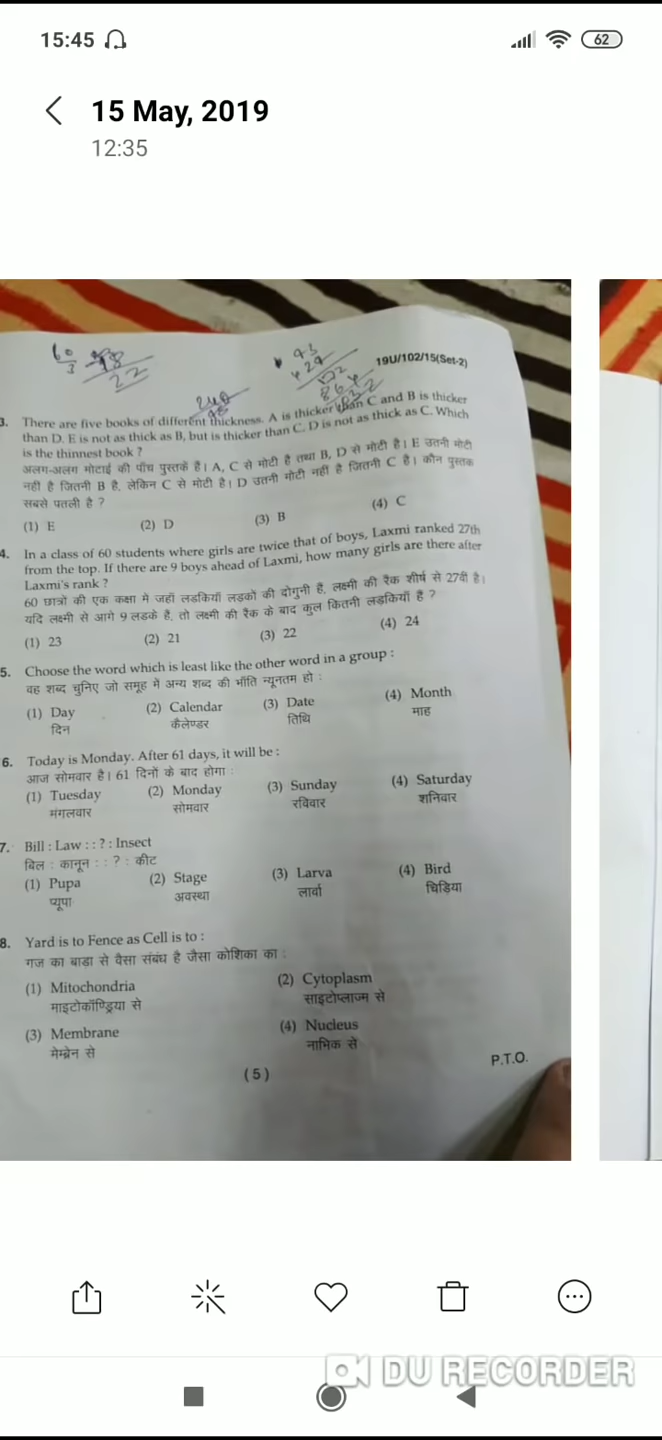 15:45
62
15 May, 2019
12:35
60
3
22
240
93
19U/102/15(Set-2)
3. There are five books of different thickness. A is thicker than C and B is thicker
than D. E is not as thick as B, but is thicker than C. D is not as thick as C. Which
is the thinnest book ?
अलग-अलग मोटाई की पाँच पुस्तकें हैं। A, C से मोटी है तथा B, D से मोटी है। E उतनी मोटी
नहीं है जितनी B है, लेकिन C से मोटी है। D उतनी मोटी नहीं है जितनी C है। कौन पुस्तक
सबसे पतली है ?
(1) E (2) D (3) B (4) C
4. In a class of 60 students where girls are twice that of boys, Laxmi ranked 27th
from the top. If there are 9 boys ahead of Laxmi, how many girls are there after
Laxmi's rank ?
60 छात्रों की एक कक्षा में जहाँ लडकियाँ लडकों की दोगुनी हैं, लक्ष्मी की रैंक शीर्ष से 27वीं है।
यदि लक्ष्मी से आगे 9 लडके हैं, तो लक्ष्मी की रैंक के बाद कुल कितनी लडकियाँ हैं ?
(1) 23 (2) 21 (3) 22 (4) 24
5. Choose the word which is least like the other word in a group :
वह शब्द चुनिए जो समूह में अन्य शब्द की भाँति न्यूनतम हो :
(1) Day (2) Calendar (3) Date (4) Month
दिन कैलेण्डर तिथि माह
6. Today is Monday. After 61 days, it will be :
आज सोमवार है। 61 दिनों के बाद होगा :
(1) Tuesday (2) Monday (3) Sunday (4) Saturday
मंगलवार सोमवार रविवार शनिवार
7. Bill : Law : : ? : Insect
बिल : कानून : : ? : कीट
(1) Pupa (2) Stage (3) Larva (4) Bird
प्यूपा अवस्था लार्वा चिड़िया
8. Yard is to Fence as Cell is to :
गज का बाडा से वैसा संबंध है जैसा कोशिका का :
(1) Mitochondria (2) Cytoplasm
माइटोकॉण्ड्रिया से साइटोप्लाज्म से
(3) Membrane (4) Nucleus
मेम्ब्रेन से नाभिक से
(5)
P.T.O.
DU RECORDER